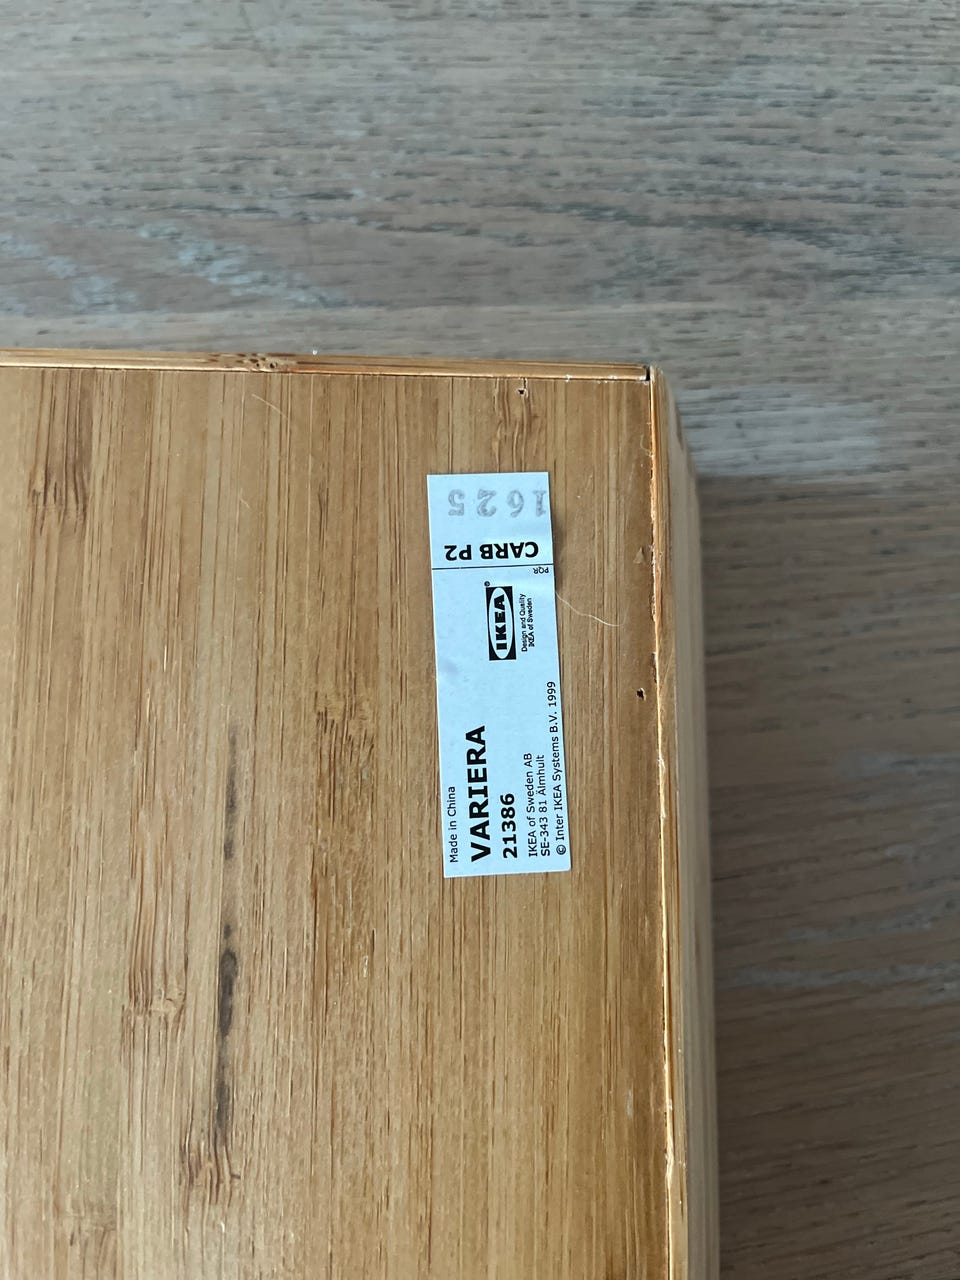 Made in China
VARIERA
21386
IKEA of Sweden AB
SE-343 81 Älmhult
© Inter IKEA Systems B.V. 1999
IKEA®
Design and Quality
IKEA of Sweden
PQR
CARB P2
1625